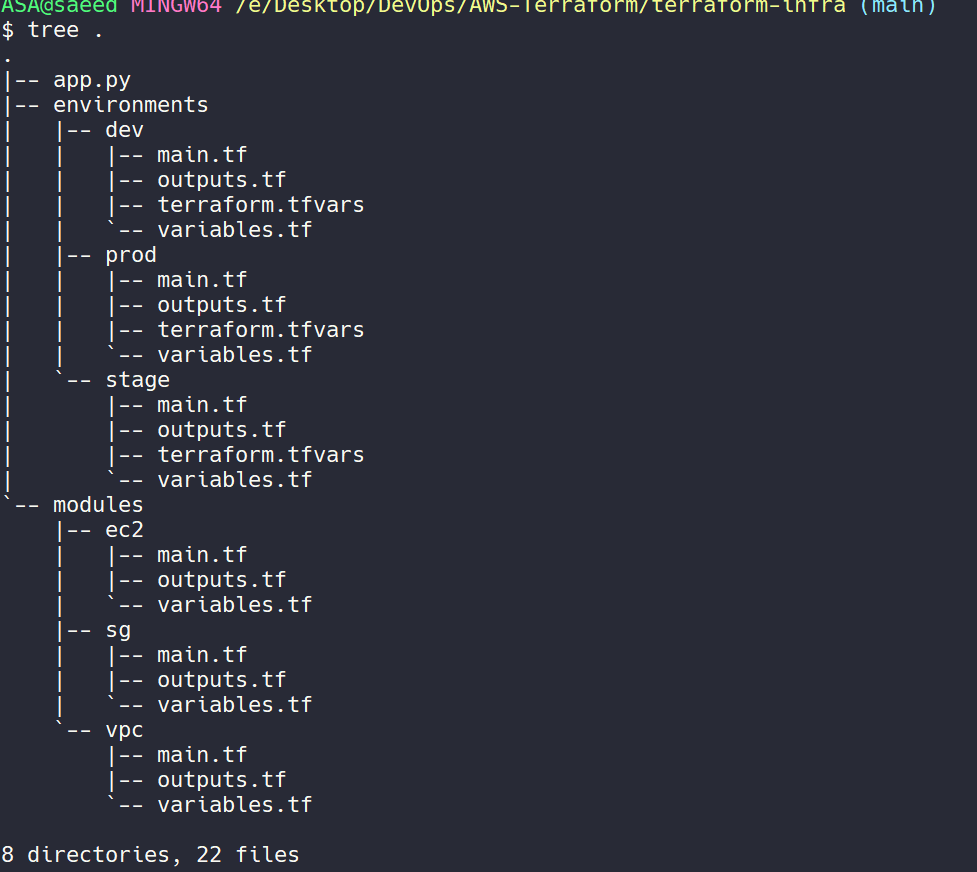 ASA@saeed MINGW64 /e/Desktop/DevOps/AWS-Terraform/terraform-infra (main)
$ tree .
.
|-- app.py
|-- environments
|   |-- dev
|   |   |-- main.tf
|   |   |-- outputs.tf
|   |   |-- terraform.tfvars
|   |   `-- variables.tf
|   |-- prod
|   |   |-- main.tf
|   |   |-- outputs.tf
|   |   |-- terraform.tfvars
|   |   `-- variables.tf
|   `-- stage
|       |-- main.tf
|       |-- outputs.tf
|       |-- terraform.tfvars
|       `-- variables.tf
`-- modules
    |-- ec2
    |   |-- main.tf
    |   |-- outputs.tf
    |   `-- variables.tf
    |-- sg
    |   |-- main.tf
    |   |-- outputs.tf
    |   `-- variables.tf
    `-- vpc
        |-- main.tf
        |-- outputs.tf
        `-- variables.tf

8 directories, 22 files